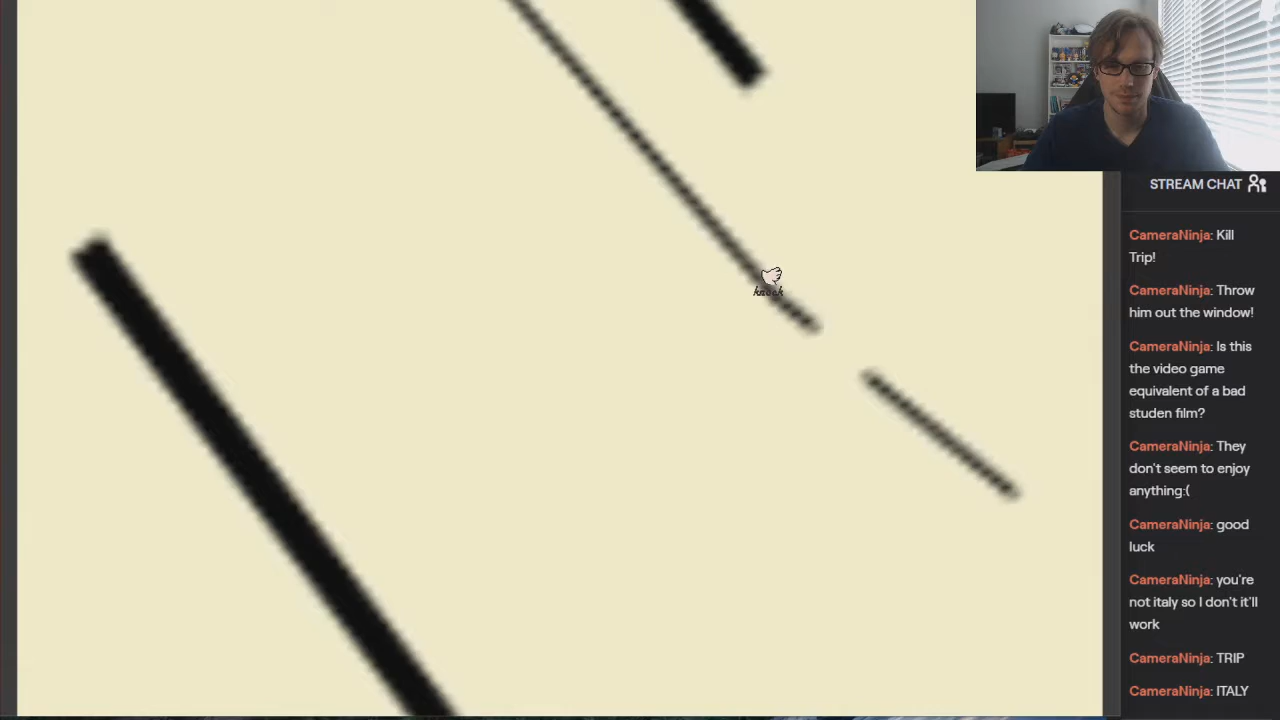 knock
STREAM CHAT
CameraNinja: Kill
Trip!
CameraNinja: Throw
him out the window!
CameraNinja: Is this
the video game
equivalent of a bad
studen film?
CameraNinja: They
don't seem to enjoy
anything:(
CameraNinja: good
luck
CameraNinja: you're
not italy so I don't it'll
work
CameraNinja: TRIP
CameraNinja: ITALY